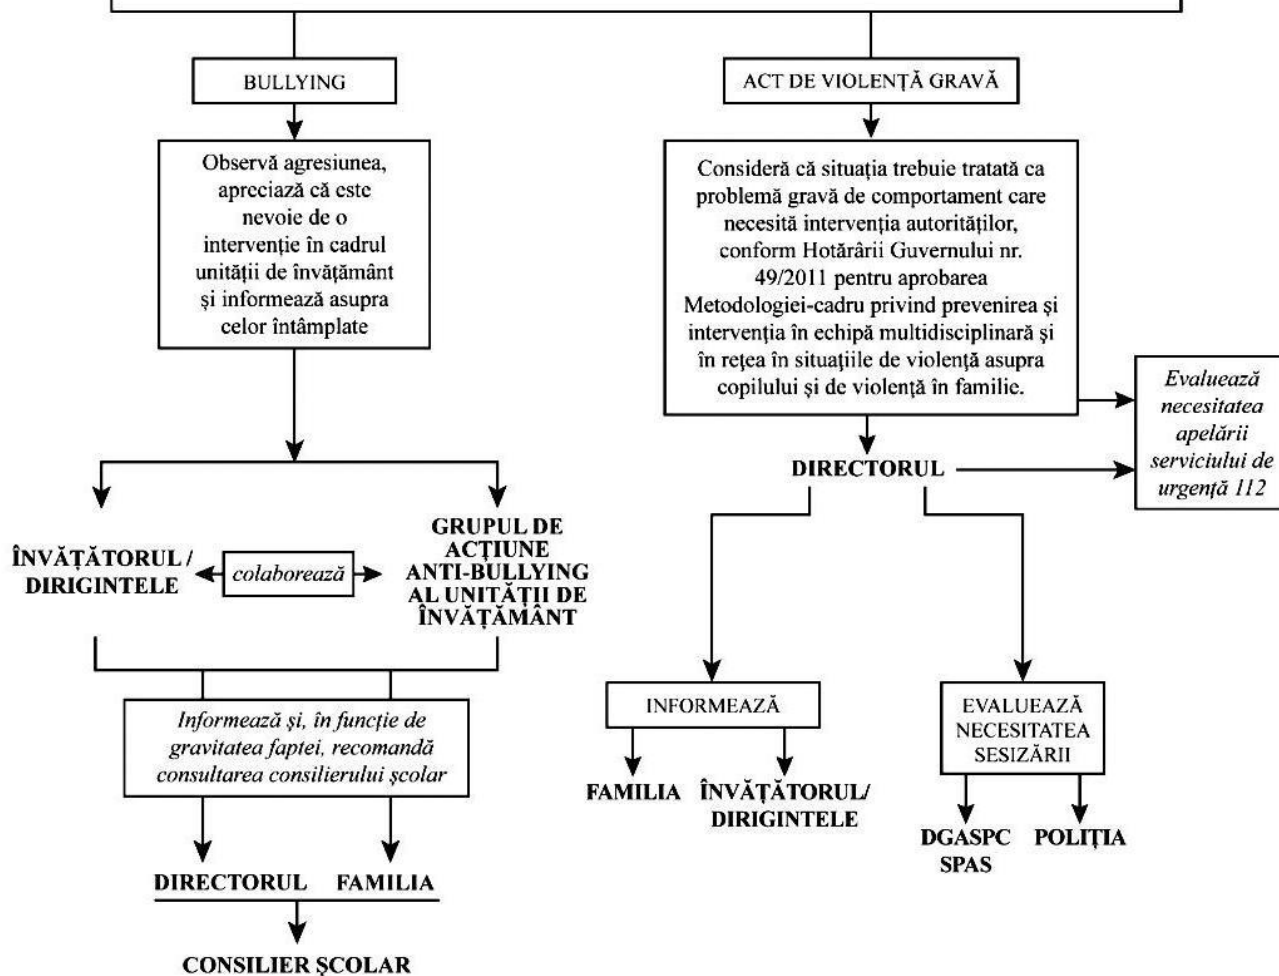 BULLYING
Observă agresiunea,
apreciază că este
nevoie de o
intervenție în cadrul
unității de învățământ
și informează asupra
celor întâmplate
ÎNVĂȚĂTORUL /
DIRIGINTELE
colaborează
GRUPUL DE
ACȚIUNE
ANTI-BULLYING
AL UNITĂȚII DE
ÎNVĂȚĂMÂNT
Informează și, în funcție de
gravitatea faptei, recomandă
consultarea consilierului școlar
DIRECTORUL
FAMILIA
CONSILIER ȘCOLAR
ACT DE VIOLENȚĂ GRAVĂ
Consideră că situația trebuie tratată ca
problemă gravă de comportament care
necesită intervenția autorităților,
conform Hotărârii Guvernului nr.
49/2011 pentru aprobarea
Metodologiei-cadru privind prevenirea și
intervenția în echipă multidisciplinară și
în rețea în situațiile de violență asupra
copilului și de violență în familie.
Evaluează
necesitatea
apelării
serviciului de
urgență 112
DIRECTORUL
INFORMEAZĂ
FAMILIA
ÎNVĂȚĂTORUL/
DIRIGINTELE
EVALUEAZĂ
NECESITATEA
SESIZĂRII
DGASPC
SPAS
POLIȚIA